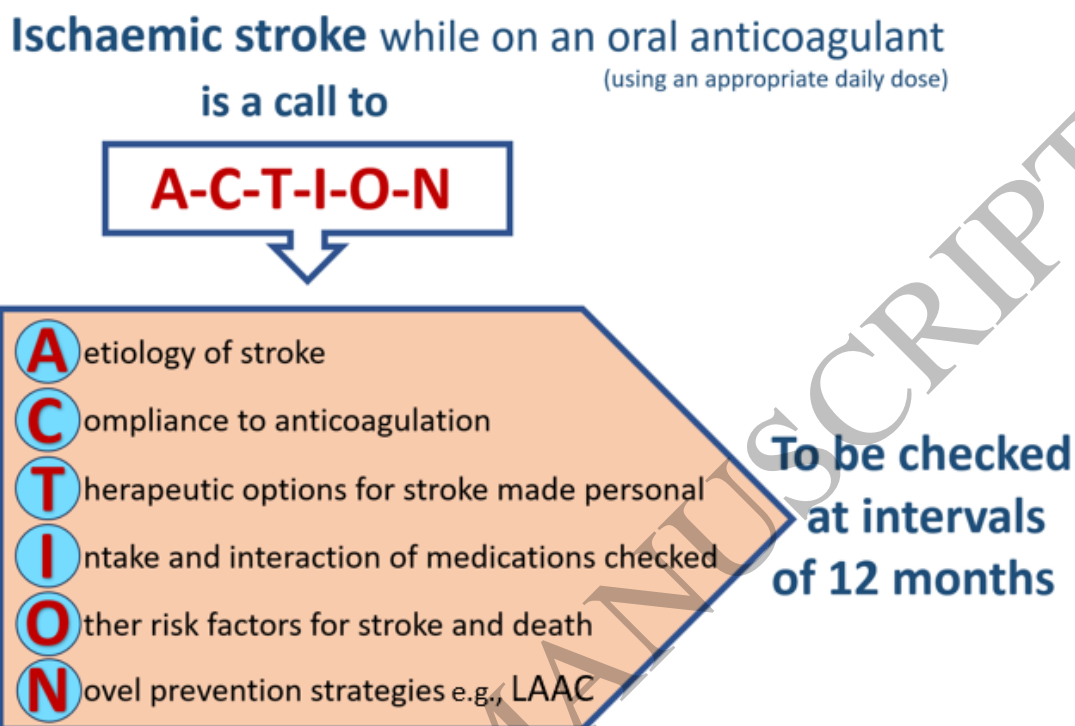 Ischaemic stroke while on an oral anticoagulant
(using an appropriate daily dose)
is a call to
A-C-T-I-O-N
Aetiology of stroke
Compliance to anticoagulation
Therapeutic options for stroke made personal
Intake and interaction of medications checked
Other risk factors for stroke and death
Novel prevention strategies e.g., LAAC
To be checked
at intervals
of 12 months
MANUSCRIPT